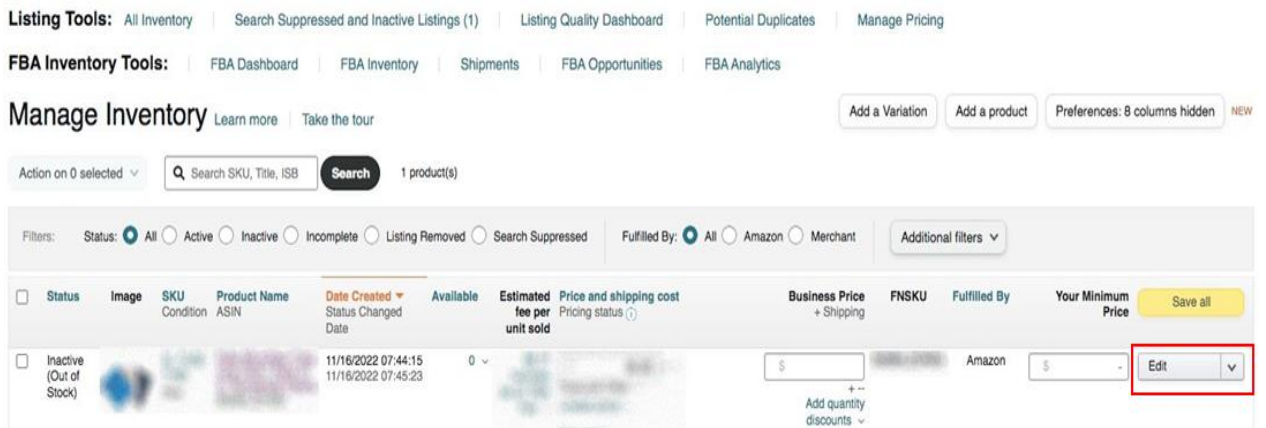 Listing Tools: All Inventory Search Suppressed and Inactive Listings (1) Listing Quality Dashboard Potential Duplicates Manage Pricing
FBA Inventory Tools: FBA Dashboard FBA Inventory Shipments FBA Opportunities FBA Analytics
Manage Inventory Learn more Take the tour Add a Variation Add a product Preferences: 8 columns hidden NEW
Action on 0 selected Search SKU, Title, ISB Search 1 product(s)
Filters: Status: All Active Inactive Incomplete Listing Removed Search Suppressed Fulfilled By: All Amazon Merchant Additional filters
Status Image SKU Product Name Date Created Available Estimated Price and shipping cost Business Price FNSKU Fulfilled By Your Minimum Save all
Condition ASIN Status Changed fee per Pricing status + Shipping Price
Date unit sold
Inactive 11/16/2022 07:44:15 0 $ Amazon $ - Edit
(Out of 11/16/2022 07:45:23
Stock) + --
Add quantity
discounts